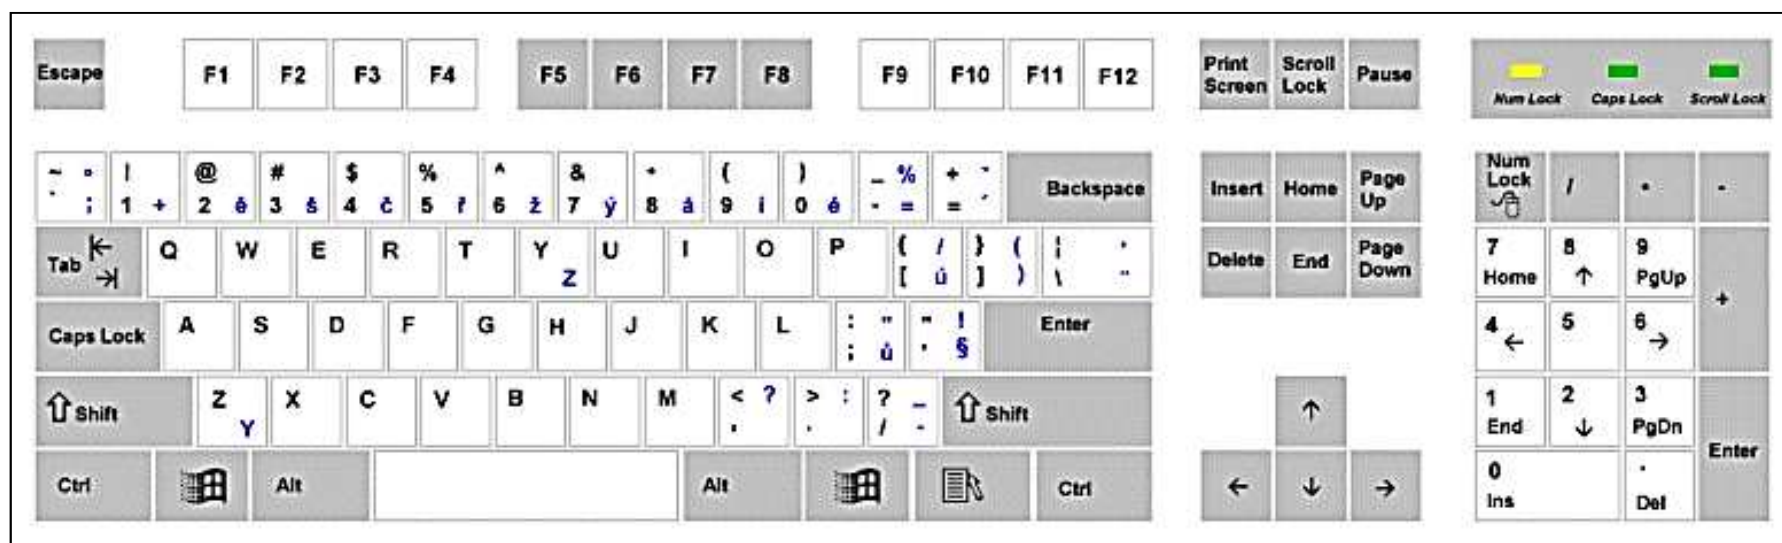 Escape F1 F2 F3 F4 F5 F6 F7 F8 F9 F10 F11 F12 Print Screen Scroll Lock Pause
Num Lock Caps Lock Scroll Lock
~ ° ! @ # $ % ^ & * ( ) _ % + ˇ Backspace Insert Home Page Up Num Lock / * -
` ; 1 + 2 ě 3 š 4 č 5 ř 6 ž 7 ý 8 á 9 í 0 é - = = ´
Tab Q W E R T Y Z U I O P { / } ( ¦ ' Delete End Page Down 7 Home 8 ↑ 9 PgUp +
[ ú ] ) \ ¨
Caps Lock A S D F G H J K L : " " ! Enter 4 ← 5 6 →
; ů ' §
Shift Z Y X C V B N M < ? > : ? _ Shift ↑ 1 End 2 ↓ 3 PgDn Enter
, . / -
Ctrl Alt Alt Ctrl ← ↓ → 0 Ins . Del